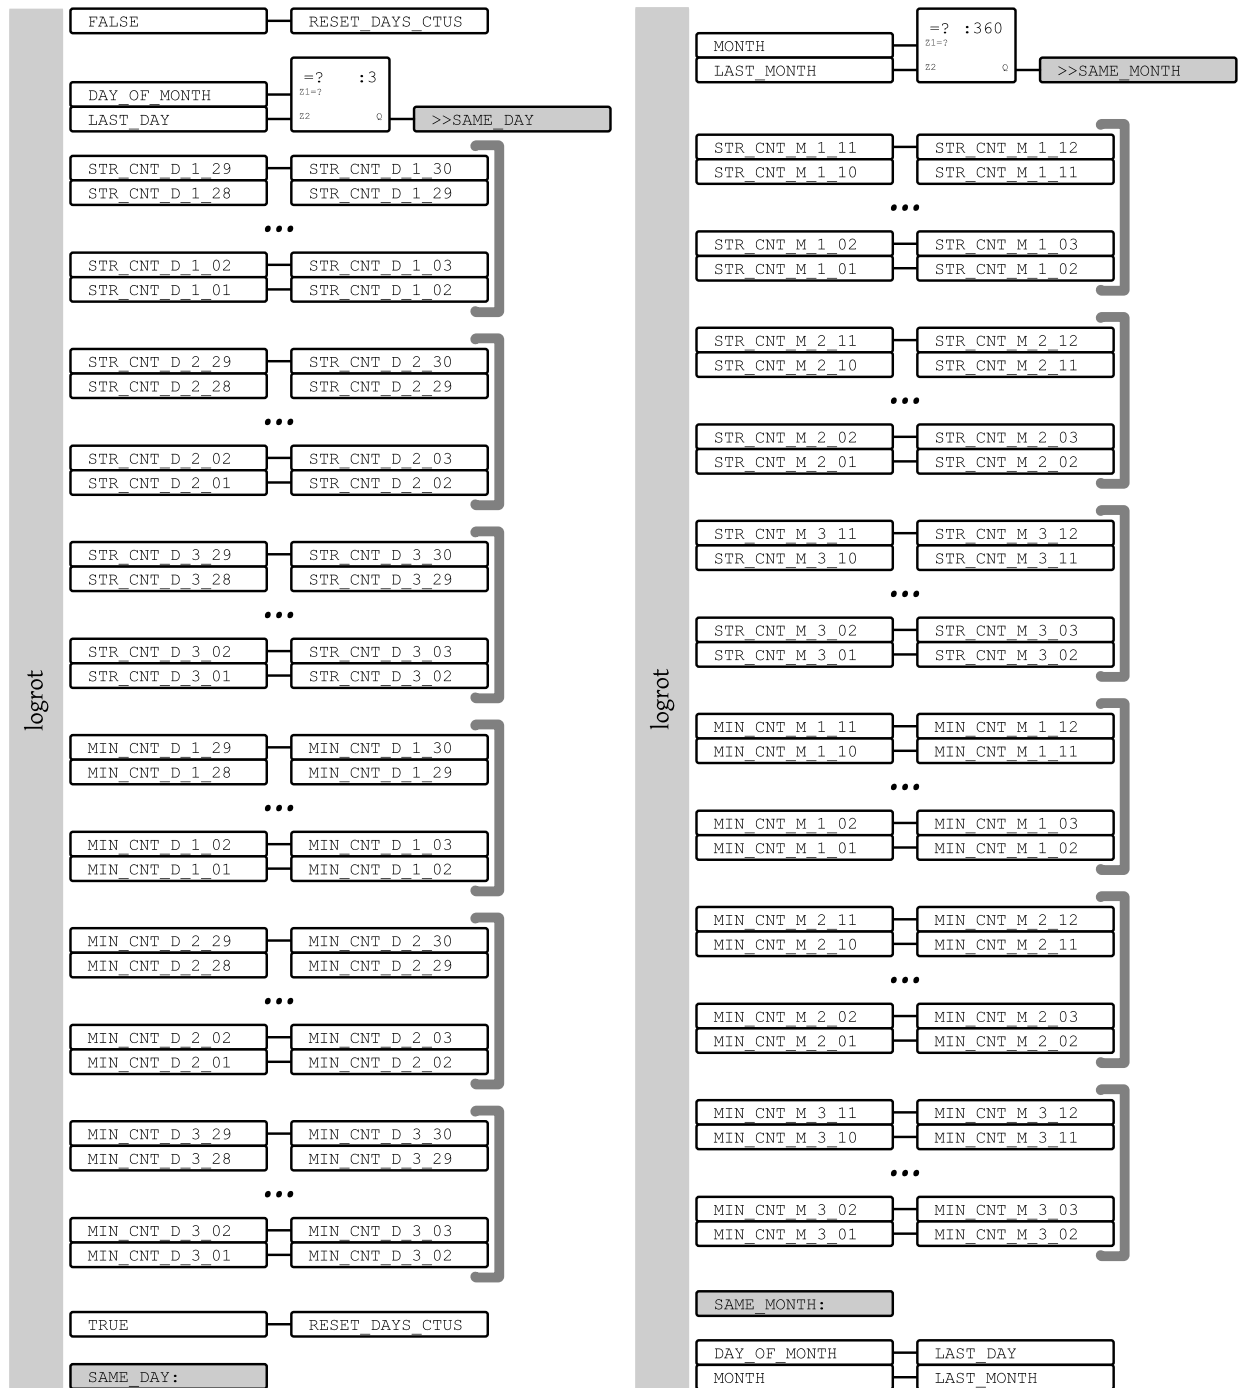 logrot
FALSE RESET_DAYS_CTUS
=? :3
Z1=?
DAY_OF_MONTH
LAST_DAY Z2 Q >>SAME_DAY
STR_CNT_D_1_29 STR_CNT_D_1_30
STR_CNT_D_1_28 STR_CNT_D_1_29
...
STR_CNT_D_1_02 STR_CNT_D_1_03
STR_CNT_D_1_01 STR_CNT_D_1_02
STR_CNT_D_2_29 STR_CNT_D_2_30
STR_CNT_D_2_28 STR_CNT_D_2_29
...
STR_CNT_D_2_02 STR_CNT_D_2_03
STR_CNT_D_2_01 STR_CNT_D_2_02
STR_CNT_D_3_29 STR_CNT_D_3_30
STR_CNT_D_3_28 STR_CNT_D_3_29
...
STR_CNT_D_3_02 STR_CNT_D_3_03
STR_CNT_D_3_01 STR_CNT_D_3_02
MIN_CNT_D_1_29 MIN_CNT_D_1_30
MIN_CNT_D_1_28 MIN_CNT_D_1_29
...
MIN_CNT_D_1_02 MIN_CNT_D_1_03
MIN_CNT_D_1_01 MIN_CNT_D_1_02
MIN_CNT_D_2_29 MIN_CNT_D_2_30
MIN_CNT_D_2_28 MIN_CNT_D_2_29
...
MIN_CNT_D_2_02 MIN_CNT_D_2_03
MIN_CNT_D_2_01 MIN_CNT_D_2_02
MIN_CNT_D_3_29 MIN_CNT_D_3_30
MIN_CNT_D_3_28 MIN_CNT_D_3_29
...
MIN_CNT_D_3_02 MIN_CNT_D_3_03
MIN_CNT_D_3_01 MIN_CNT_D_3_02
TRUE RESET_DAYS_CTUS
SAME_DAY:
logrot
=? :360
Z1=?
MONTH
LAST_MONTH Z2 Q >>SAME_MONTH
STR_CNT_M_1_11 STR_CNT_M_1_12
STR_CNT_M_1_10 STR_CNT_M_1_11
...
STR_CNT_M_1_02 STR_CNT_M_1_03
STR_CNT_M_1_01 STR_CNT_M_1_02
STR_CNT_M_2_11 STR_CNT_M_2_12
STR_CNT_M_2_10 STR_CNT_M_2_11
...
STR_CNT_M_2_02 STR_CNT_M_2_03
STR_CNT_M_2_01 STR_CNT_M_2_02
STR_CNT_M_3_11 STR_CNT_M_3_12
STR_CNT_M_3_10 STR_CNT_M_3_11
...
STR_CNT_M_3_02 STR_CNT_M_3_03
STR_CNT_M_3_01 STR_CNT_M_3_02
MIN_CNT_M_1_11 MIN_CNT_M_1_12
MIN_CNT_M_1_10 MIN_CNT_M_1_11
...
MIN_CNT_M_1_02 MIN_CNT_M_1_03
MIN_CNT_M_1_01 MIN_CNT_M_1_02
MIN_CNT_M_2_11 MIN_CNT_M_2_12
MIN_CNT_M_2_10 MIN_CNT_M_2_11
...
MIN_CNT_M_2_02 MIN_CNT_M_2_03
MIN_CNT_M_2_01 MIN_CNT_M_2_02
MIN_CNT_M_3_11 MIN_CNT_M_3_12
MIN_CNT_M_3_10 MIN_CNT_M_3_11
...
MIN_CNT_M_3_02 MIN_CNT_M_3_03
MIN_CNT_M_3_01 MIN_CNT_M_3_02
SAME_MONTH:
DAY_OF_MONTH LAST_DAY
MONTH LAST_MONTH